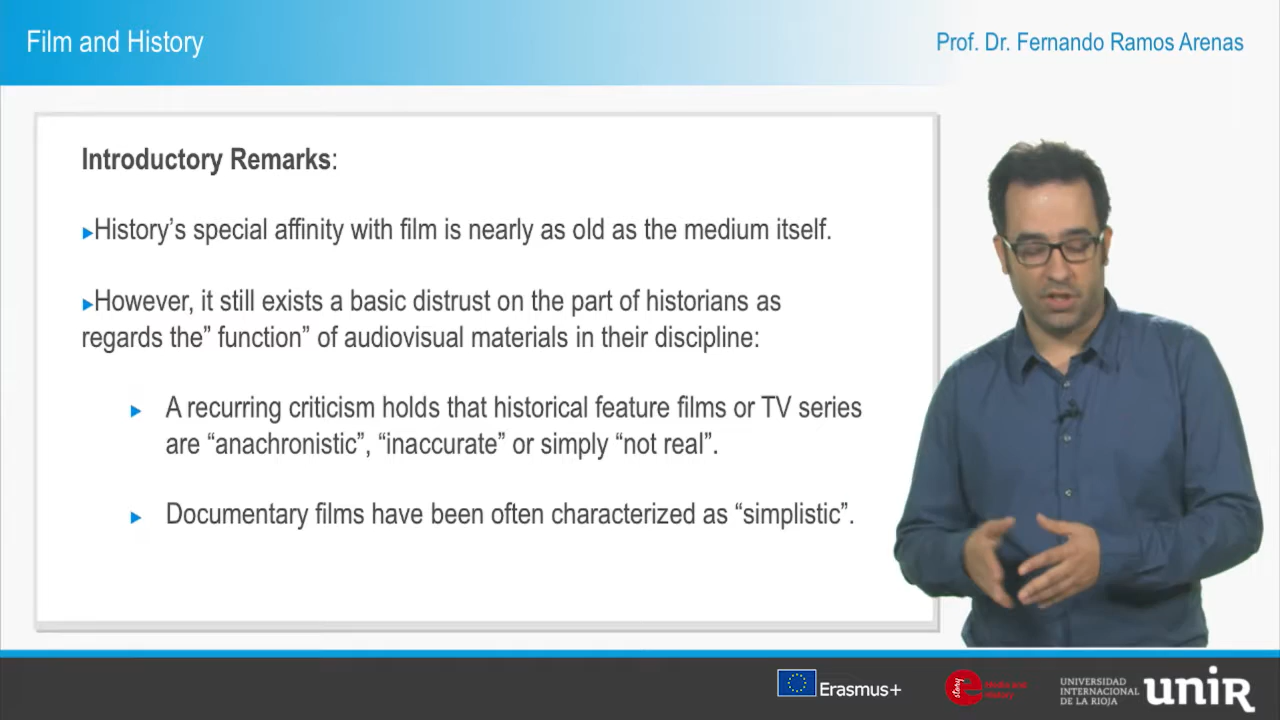 Film and History
Prof. Dr. Fernando Ramos Arenas
Introductory Remarks:
▸History’s special affinity with film is nearly as old as the medium itself.
▸However, it still exists a basic distrust on the part of historians as
regards the” function” of audiovisual materials in their discipline:
▸ A recurring criticism holds that historical feature films or TV series
are “anachronistic”, “inaccurate” or simply “not real”.
▸ Documentary films have been often characterized as “simplistic”.
Erasmus+
e story
Media and
History
UNIVERSIDAD
INTERNACIONAL
DE LA RIOJA
unir